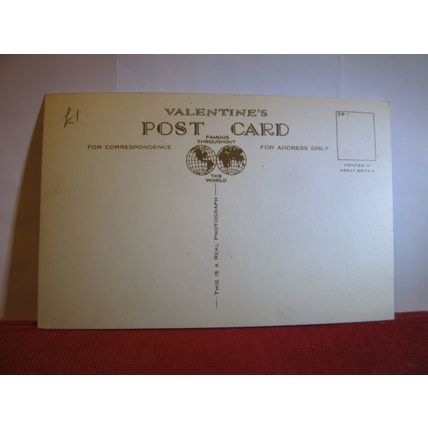 £1
VALENTINE'S
POST CARD
FAMOUS
THROUGHOUT
FOR CORRESPONDENCE
FOR ADDRESS ONLY
THE
WORLD
PRINTED IN
GREAT BRITAIN
THIS IS A REAL PHOTOGRAPH